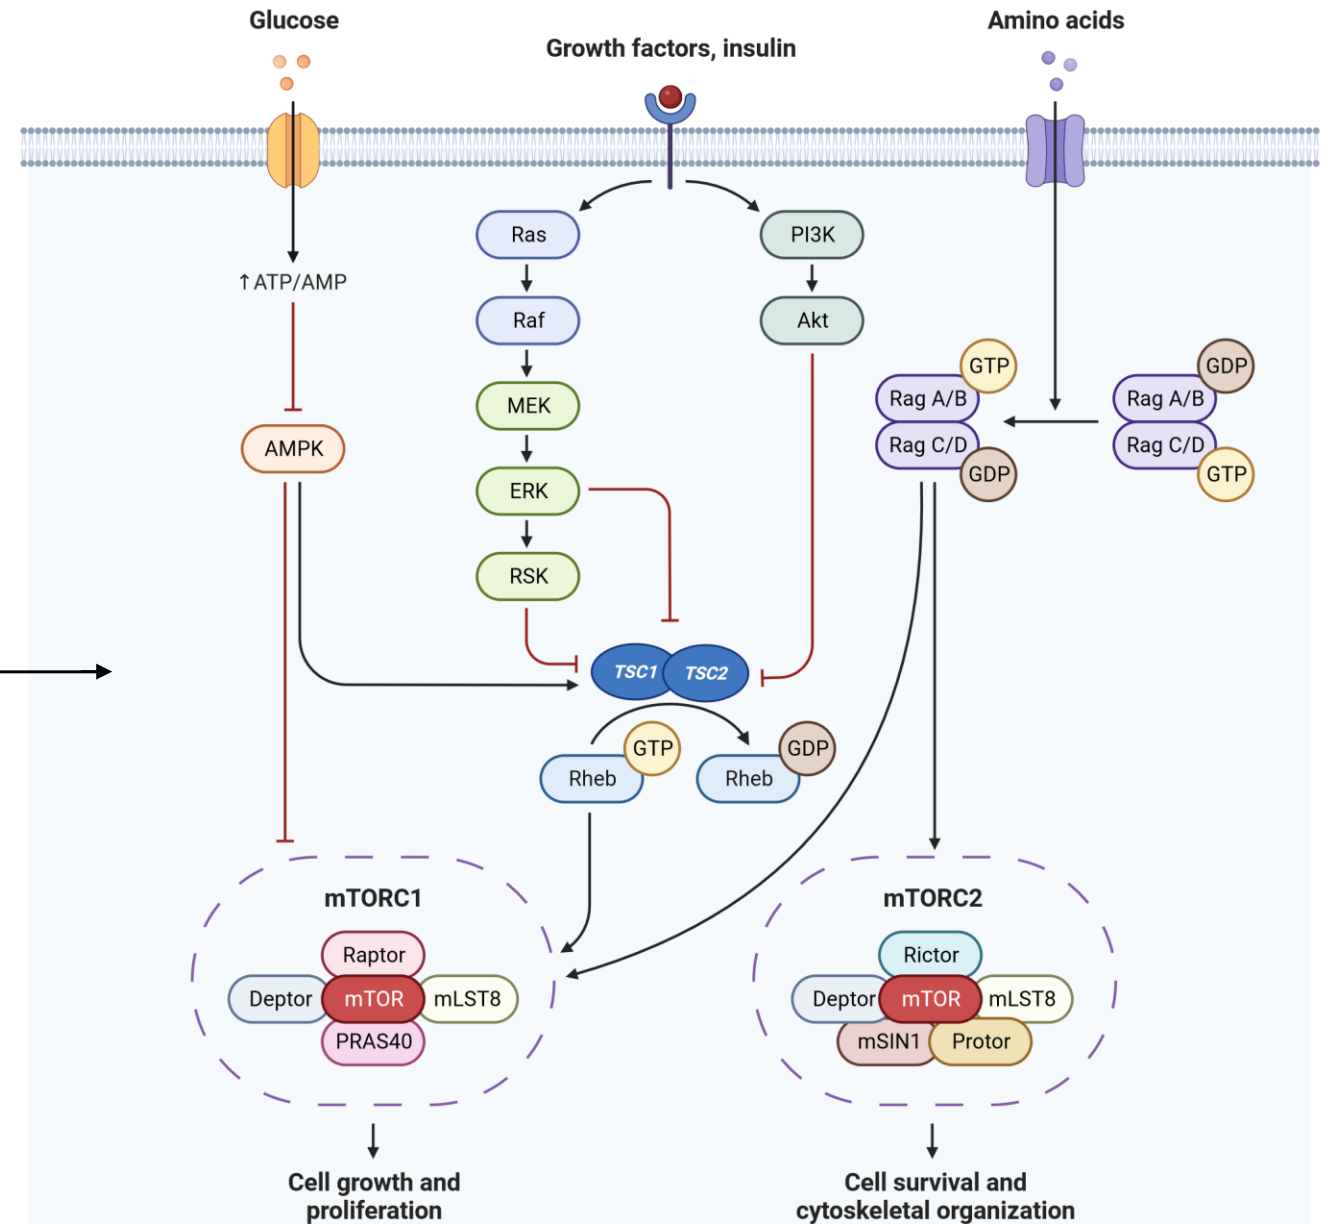 Glucose
Growth factors, insulin
Amino acids
Ras
PI3K
↑ATP/AMP
Raf
Akt
GTP
GDP
MEK
Rag A/B
Rag A/B
AMPK
Rag C/D
Rag C/D
GDP
GTP
ERK
RSK
TSC1
TSC2
GTP
GDP
Rheb
Rheb
mTORC1
mTORC2
Raptor
Rictor
Deptor
mTOR
mLST8
Deptor
mTOR
mLST8
PRAS40
mSIN1
Protor
Cell growth and
proliferation
Cell survival and
cytoskeletal organization